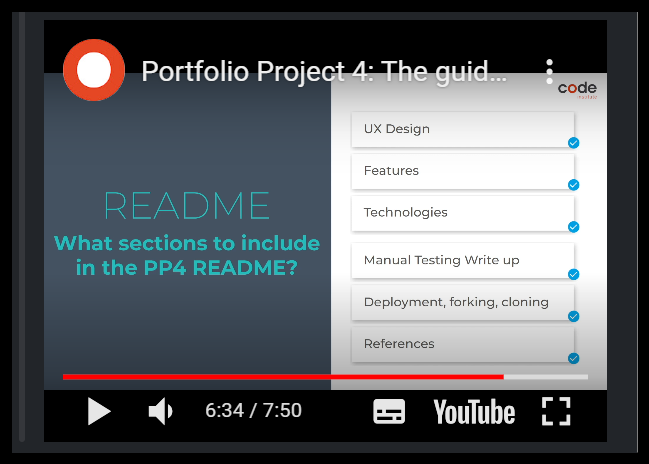 Portfolio Project 4: The guid...
code
README
What sections to include
in the PP4 README?
UX Design
Features
Technologies
Manual Testing Write up
Deployment, forking, cloning
References
6:34 / 7:50
YouTube